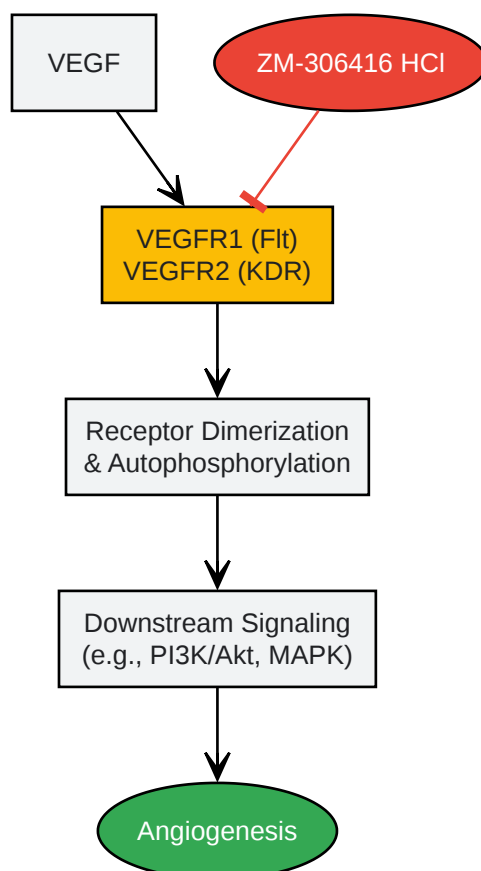 VEGF
ZM-306416 HCl
VEGFR1 (Flt)
VEGFR2 (KDR)
Receptor Dimerization
& Autophosphorylation
Downstream Signaling
(e.g., PI3K/Akt, MAPK)
Angiogenesis